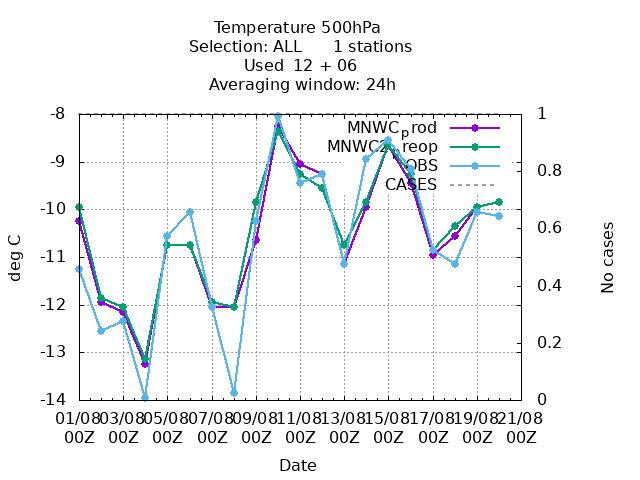 Temperature 500hPa
Selection: ALL 1 stations
Used 12 + 06
Averaging window: 24h
MNWCprod
MNWC2preop
OBS
CASES
-8
-9
-10
-11
-12
-13
-14
1
0.8
0.6
0.4
0.2
0
deg C
No cases
01/08 03/08 05/08 07/08 09/08 11/08 13/08 15/08 17/08 19/08 21/08
00Z 00Z 00Z 00Z 00Z 00Z 00Z 00Z 00Z 00Z 00Z
Date